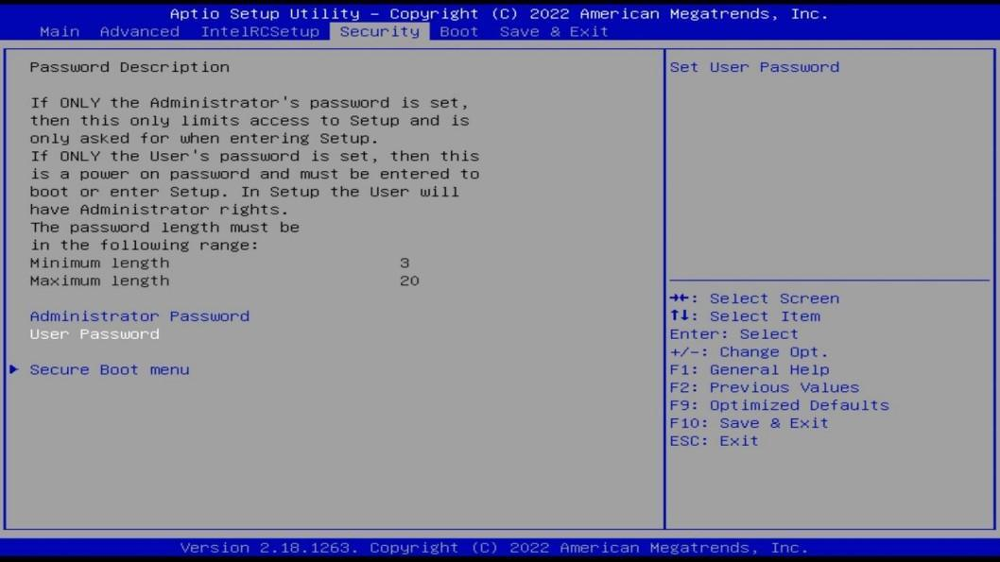 Aptio Setup Utility – Copyright (C) 2022 American Megatrends, Inc.
Main Advanced IntelRCSetup Security Boot Save & Exit
Password Description
If ONLY the Administrator's password is set,
then this only limits access to Setup and is
only asked for when entering Setup.
If ONLY the User's password is set, then this
is a power on password and must be entered to
boot or enter Setup. In Setup the User will
have Administrator rights.
The password length must be
in the following range:
Minimum length 3
Maximum length 20
Administrator Password
User Password
Secure Boot menu
Set User Password
→←: Select Screen
↑↓: Select Item
Enter: Select
+/-: Change Opt.
F1: General Help
F2: Previous Values
F9: Optimized Defaults
F10: Save & Exit
ESC: Exit
Version 2.18.1263. Copyright (C) 2022 American Megatrends, Inc.